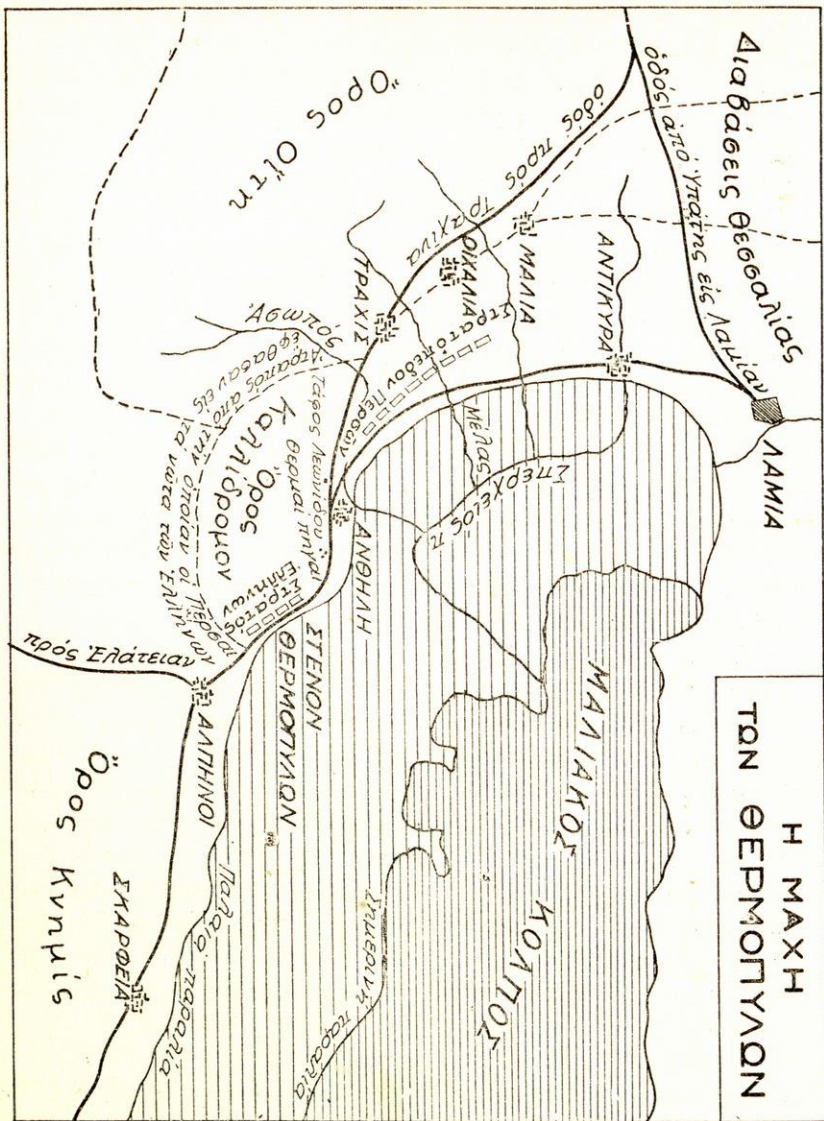 Η ΜΑΧΗ
ΤΩΝ ΘΕΡΜΟΠΥΛΩΝ
Διαβάσεις Θεσσαλίας
ὁδός ἀπό Ὑπάτης εἰς Λαμίαν
ΛΑΜΙΑ
ΑΝΤΙΚΥΡΑ
ΜΑΛΙΑ
ΟΙΧΑΛΙΑ
ὁδός πρός Τραχίνα
ΤΡΑΧΙΣ
Ὄρος Οἴτη
Στρατόπεδον Περσῶν
Μέλας
Σπερχειός π
Ἀσωπός
Ἀτραπός ἀπό τήν ὁποίαν οἱ Πέρσαι
ἔφθασαν εἰς τά νῶτα τῶν Ἑλλήνων
Τάφος Λεωνίδου
Θερμαί πηγαί
Ὄρος
Καλλίδρομον
ΑΝΘΗΛΗ
Στρατός
Ἑλλήνων
ΣΤΕΝΟΝ
ΘΕΡΜΟΠΥΛΩΝ
ΜΑΛΙΑΚΟΣ ΚΟΛΠΟΣ
πρός Ἐλάτειαν
ΑΛΠΗΝΟΙ
Παλαιά παραλία
Σημερινή παραλία
Ὄρος Κνημίς
ΣΚΑΡΦΕΙΑ